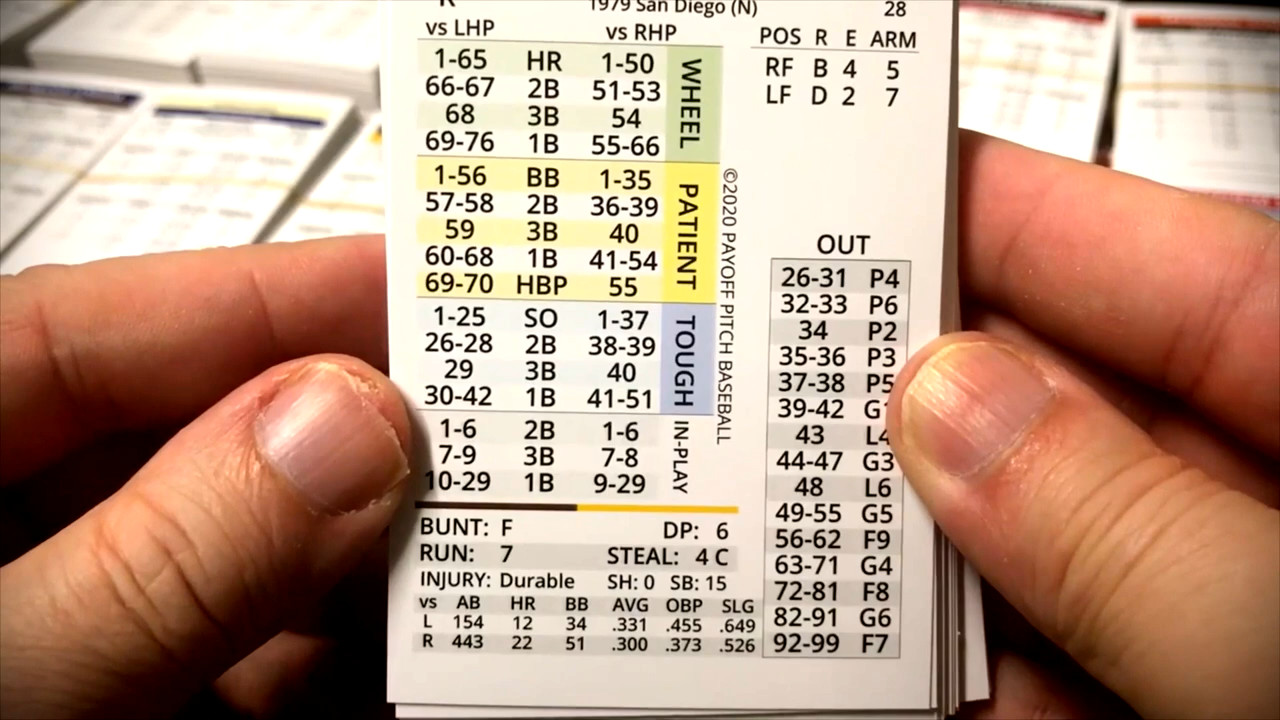 R 1979 San Diego (N) 28
vs LHP vs RHP
1-65 HR 1-50
66-67 2B 51-53
68 3B 54
69-76 1B 55-66
WHEEL
1-56 BB 1-35
57-58 2B 36-39
59 3B 40
60-68 1B 41-54
69-70 HBP 55
PATIENT
1-25 SO 1-37
26-28 2B 38-39
29 3B 40
30-42 1B 41-51
TOUGH
1-6 2B 1-6
7-9 3B 7-8
10-29 1B 9-29
IN-PLAY
BUNT: F DP: 6
RUN: 7 STEAL: 4 C
INJURY: Durable SH: 0 SB: 15
vs AB HR BB AVG OBP SLG
L 154 12 34 .331 .455 .649
R 443 22 51 .300 .373 .526
©2020 PAYOFF PITCH BASEBALL
POS R E ARM
RF B 4 5
LF D 2 7
OUT
26-31 P4
32-33 P6
34 P2
35-36 P3
37-38 P5
39-42 G1
43 L4
44-47 G3
48 L6
49-55 G5
56-62 F9
63-71 G4
72-81 F8
82-91 G6
92-99 F7